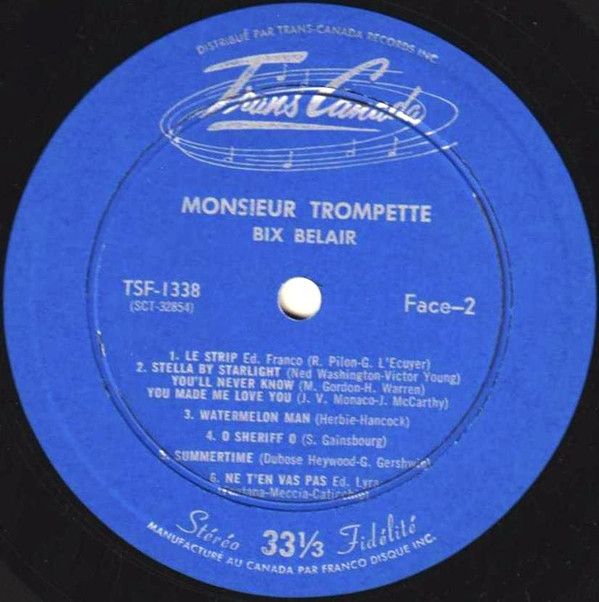 DISTRIBUÉ PAR TRANS-CANADA RECORDS INC.
Trans Canada
MONSIEUR TROMPETTE
BIX BELAIR
TSF-1338
(SCT-32854)
Face-2
1. LE STRIP Ed. Franco (R. Pilon-G. L'Ecuyer)
2. STELLA BY STARLIGHT (Ned Washington-Victor Young)
YOU'LL NEVER KNOW (M. Gordon-H. Warren)
YOU MADE ME LOVE YOU (J. V. Monaco-J. McCarthy)
3. WATERMELON MAN (Herbie-Hancock)
4. O SHERIFF O (S. Gainsbourg)
5. SUMMERTIME (Dubose Heywood-G. Gershwin)
6. NE T'EN VAS PAS Ed. Lyra
(Fontana-Meccia-
Stéréo 33⅓ Fidélité
MANUFACTURÉ AU CANADA PAR FRANCO DISQUE INC.